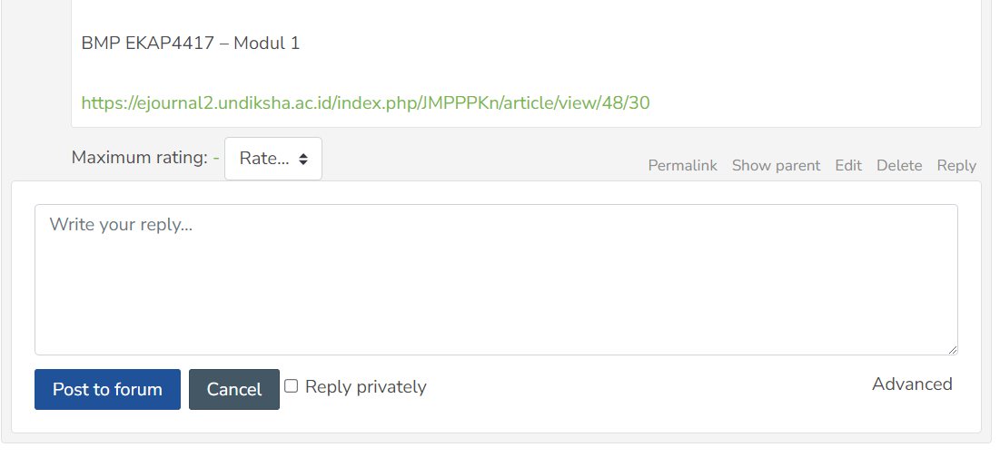 BMP EKAP4417 – Modul 1
https://ejournal2.undiksha.ac.id/index.php/JMPPPKn/article/view/48/30
Maximum rating: - Rate...
Permalink Show parent Edit Delete Reply
Write your reply...
Post to forum Cancel Reply privately Advanced